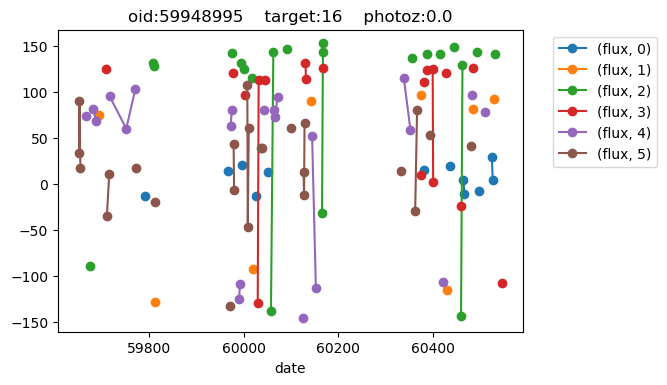 oid:59948995    target:16    photoz:0.0
150
100
50
0
−50
−100
−150
59800
60000
60200
60400
date
(flux, 0)
(flux, 1)
(flux, 2)
(flux, 3)
(flux, 4)
(flux, 5)